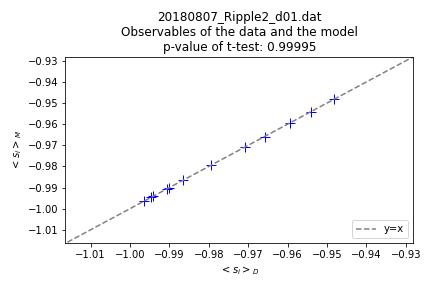 20180807_Ripple2_d01.dat
Observables of the data and the model
p-value of t-test: 0.99995
−0.93
−0.94
−0.95
−0.96
−0.97
−0.98
−0.99
−1.00
−1.01
< s_i >_M
y=x
−1.01 −1.00 −0.99 −0.98 −0.97 −0.96 −0.95 −0.94 −0.93
< s_i >_D